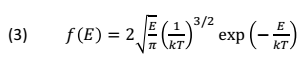 (3) f(E) = 2√(E/π) (1/kT)^{3/2} exp (−E/kT)